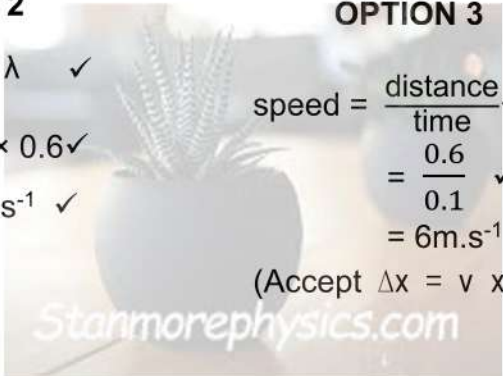 2
λ ✓
× 0.6✓
s⁻¹ ✓
OPTION 3
speed = distance / time
= 0.6 / 0.1
= 6m.s⁻¹
(Accept Δx = v x
Stanmorephysics.com